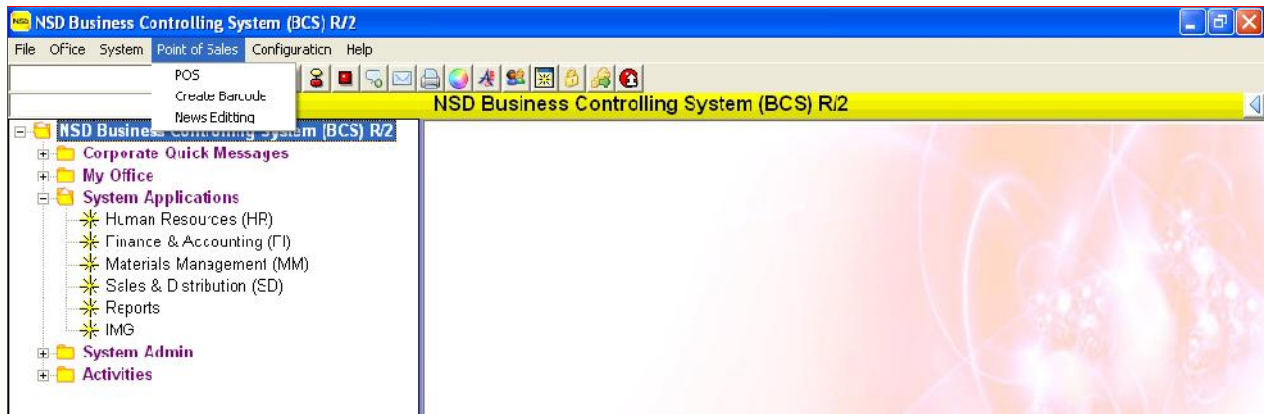 NSD NSD Business Controlling System (BCS) R/2
File Office System Point of Sales Configuration Help
POS
Create Barcode
News Editting
NSD Business Controlling System (BCS) R/2
NSD Business Controlling System (BCS) R/2
Corporate Quick Messages
My Office
System Applications
Human Resources (HR)
Finance & Accounting (FI)
Materials Management (MM)
Sales & Distribution (SD)
Reports
IMG
System Admin
Activities